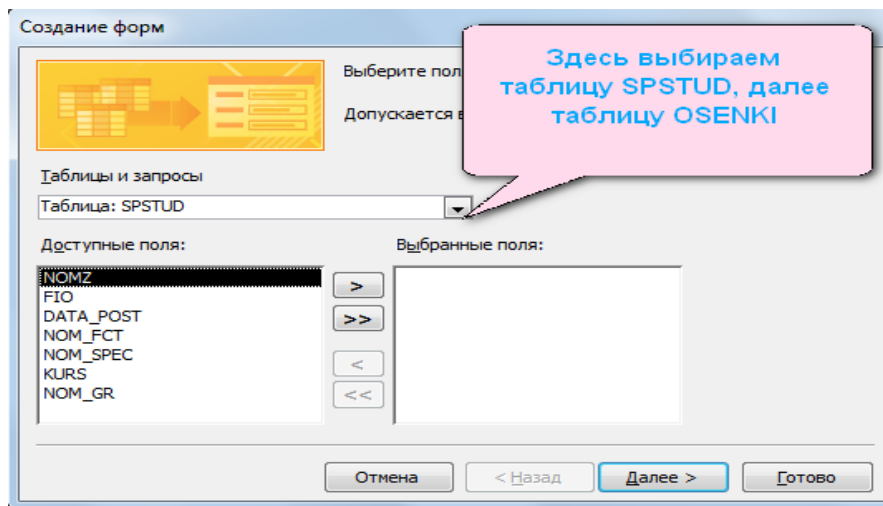 Создание форм
Здесь выбираем
таблицу SPSTUD, далее
таблицу OSENKI
Выберите
Допускается
Таблицы и запросы
Таблица: SPSTUD
Доступные поля:
Выбранные поля:
NOMZ
FIO
DATA_POST
NOM_FCT
NOM_SPEC
KURS
NOM_GR
>
>>
<
<<
Отмена
< Назад
Далее >
Готово